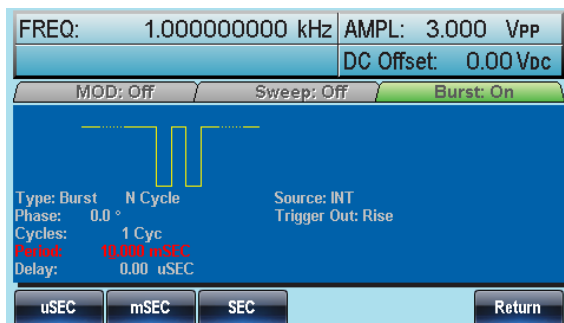 FREQ: 1.000000000 kHz AMPL: 3.000 VPP
DC Offset: 0.00 VDC
MOD: Off Sweep: Off Burst: On
Type: Burst N Cycle Source: INT
Phase: 0.0 ° Trigger Out: Rise
Cycles: 1 Cyc
Period: 10.000 mSEC
Delay: 0.00 uSEC
uSEC mSEC SEC Return